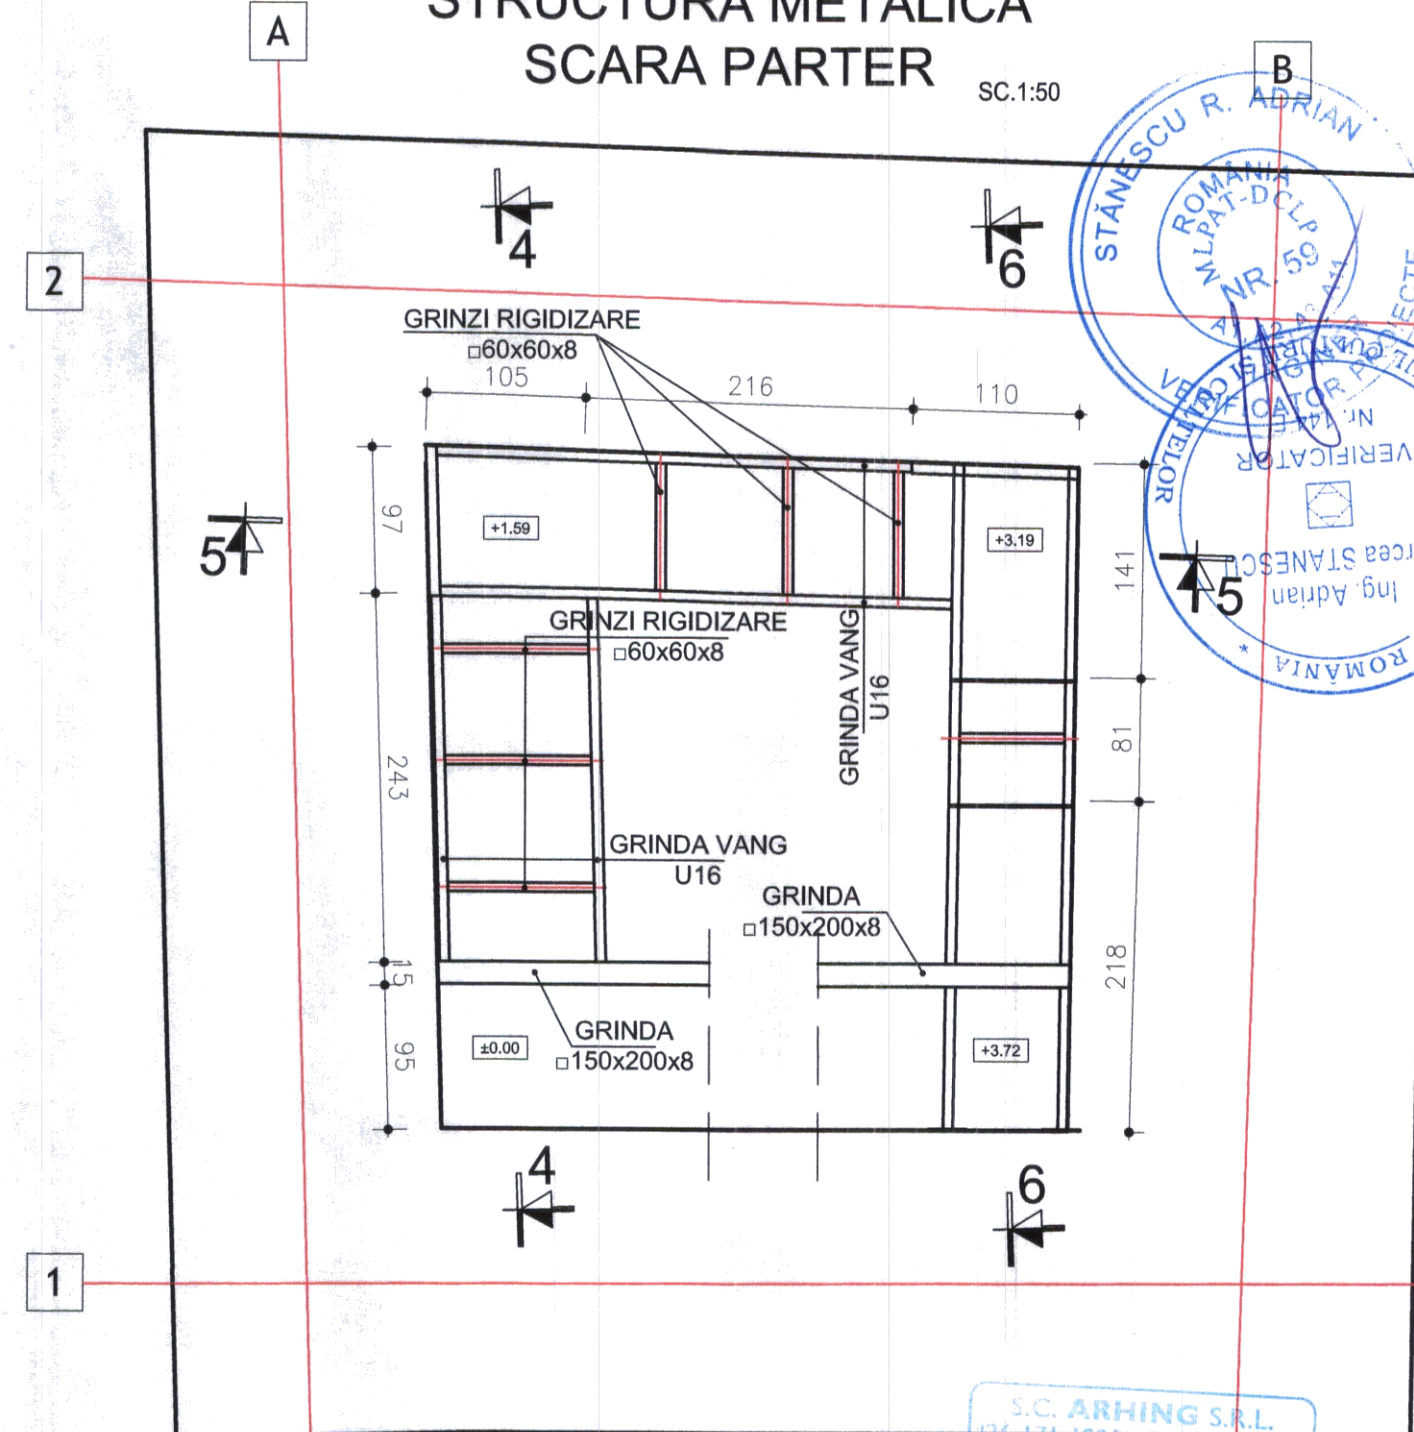 STRUCTURA METALICA
SCARA PARTER
SC.1:50
A
B
2
1
4
6
GRINZI RIGIDIZARE
□60x60x8
105
216
110
97
243
15
95
141
81
218
5
5
+1.59
+3.19
GRINZI RIGIDIZARE
□60x60x8
GRINDA VANG
U16
GRINDA VANG
U16
GRINDA
□150x200x8
GRINDA
□150x200x8
±0.00
+3.72
4
6
STĂNESCU R. ADRIAN
ROMÂNIA
MLPAT-DCLP
NR. 59
VERIFICATOR
Ing. Adrian
STANESCU
* ROMÂNIA
S.C. ARHING S.R.L.